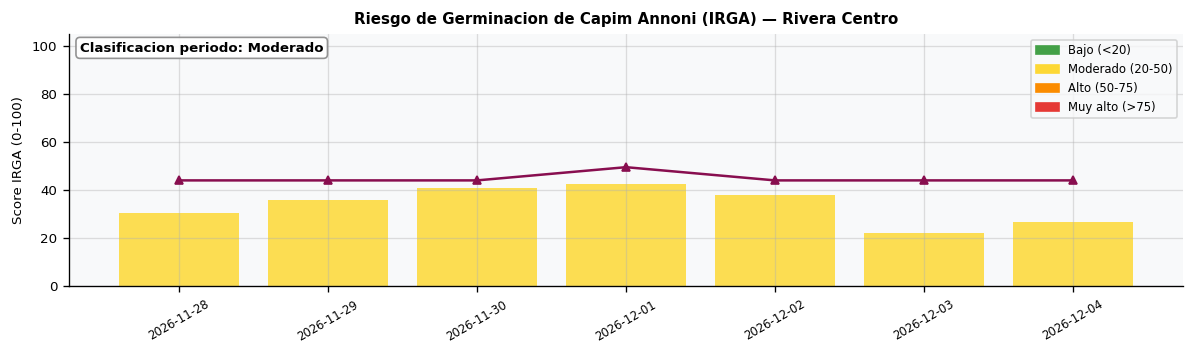 Riesgo de Germinacion de Capim Annoni (IRGA) — Rivera Centro
Clasificacion periodo: Moderado
Bajo (<20)
Moderado (20-50)
Alto (50-75)
Muy alto (>75)
Score IRGA (0-100)
100
80
60
40
20
0
2026-11-28
2026-11-29
2026-11-30
2026-12-01
2026-12-02
2026-12-03
2026-12-04